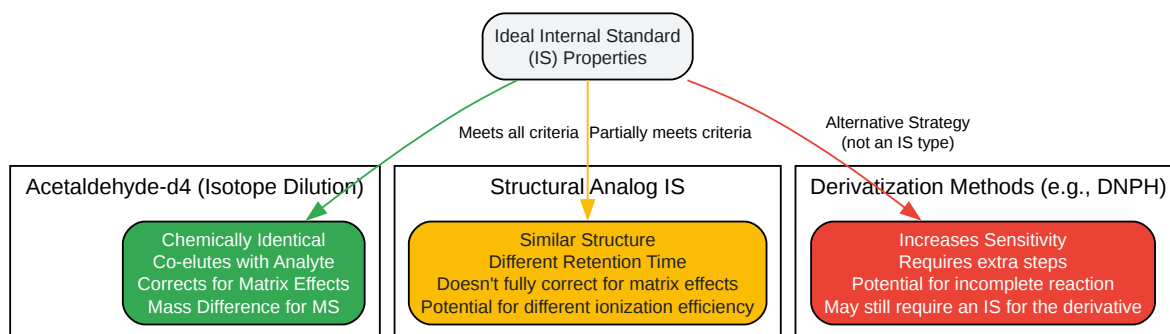 Ideal Internal Standard
(IS) Properties
Meets all criteria
Partially meets criteria
Alternative Strategy
(not an IS type)
Acetaldehyde-d4 (Isotope Dilution)
Chemically Identical
Co-elutes with Analyte
Corrects for Matrix Effects
Mass Difference for MS
Structural Analog IS
Similar Structure
Different Retention Time
Doesn't fully correct for matrix effects
Potential for different ionization efficiency
Derivatization Methods (e.g., DNPH)
Increases Sensitivity
Requires extra steps
Potential for incomplete reaction
May still require an IS for the derivative